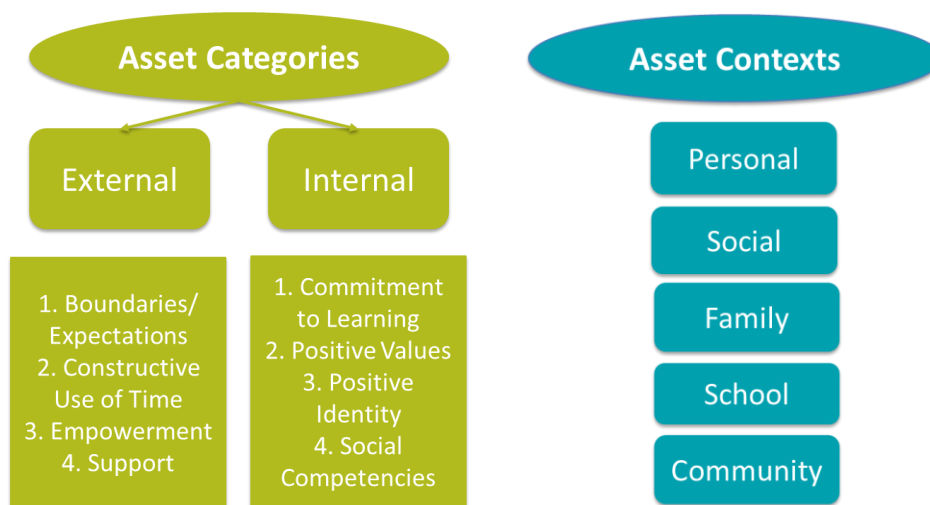 Asset Categories
External
Internal
1. Boundaries/
Expectations
2. Constructive
Use of Time
3. Empowerment
4. Support
1. Commitment
to Learning
2. Positive Values
3. Positive
Identity
4. Social
Competencies
Asset Contexts
Personal
Social
Family
School
Community